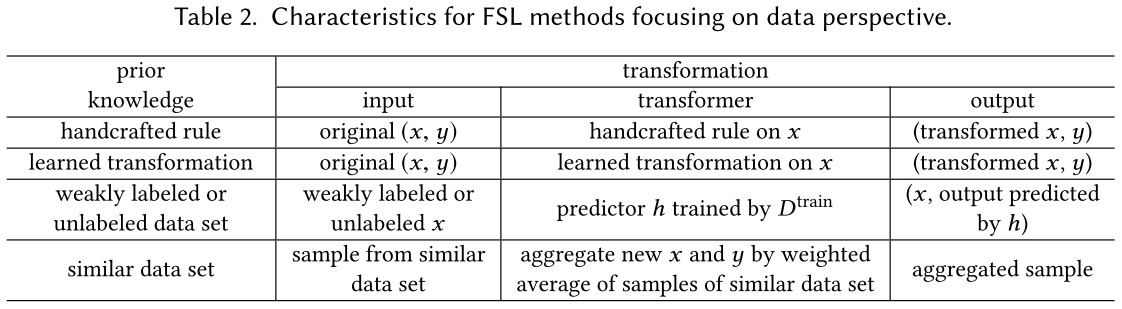 Table 2. Characteristics for FSL methods focusing on data perspective.
prior knowledge | transformation
input | transformer | output
handcrafted rule | original (x, y) | handcrafted rule on x | (transformed x, y)
learned transformation | original (x, y) | learned transformation on x | (transformed x, y)
weakly labeled or unlabeled data set | weakly labeled or unlabeled x | predictor h trained by D^train | (x, output predicted by h)
similar data set | sample from similar data set | aggregate new x and y by weighted average of samples of similar data set | aggregated sample